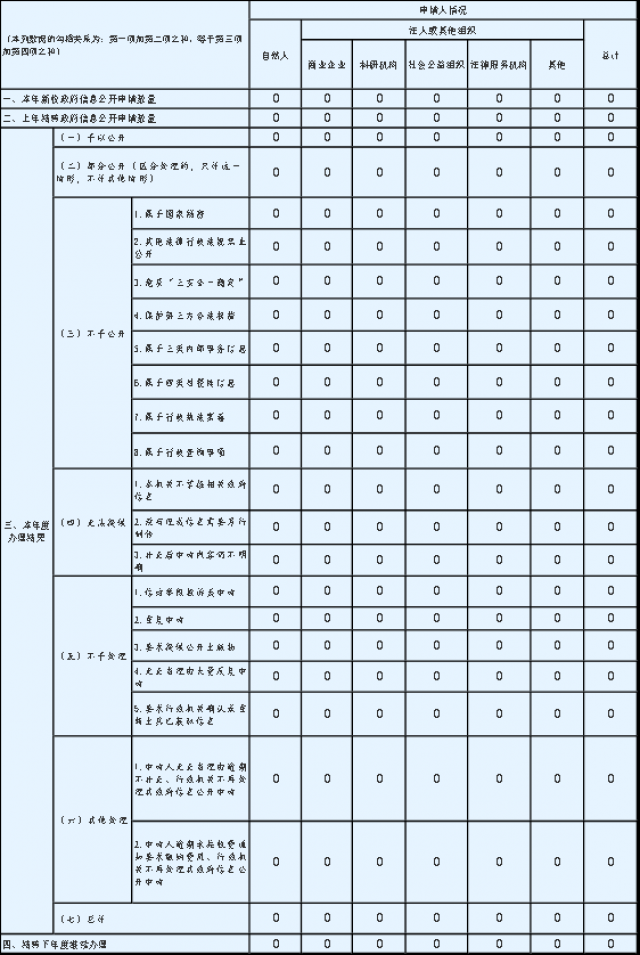 申请人情况
（本列数据的勾稽关系为：第一项加第二项之和，等于第三项
加第四项之和）
自然人
法人或其他组织
总计
商业企业 科研机构 社会公益组织 法律服务机构 其他
一、本年新收政府信息公开申请数量 0 0 0 0 0 0 0
二、上年结转政府信息公开申请数量 0 0 0 0 0 0 0
三、本年度
办理结果
（一）予以公开 0 0 0 0 0 0 0
（二）部分公开（区分处理的，只计这一
情形，不计其他情形） 0 0 0 0 0 0 0
（三）不予公开
1.属于国家秘密 0 0 0 0 0 0 0
2.其他法律行政法规禁止
公开 0 0 0 0 0 0 0
3.危及“三安全一稳定” 0 0 0 0 0 0 0
4.保护第三方合法权益 0 0 0 0 0 0 0
5.属于三类内部事务信息 0 0 0 0 0 0 0
6.属于四类过程性信息 0 0 0 0 0 0 0
7.属于行政执法案卷 0 0 0 0 0 0 0
8.属于行政查询事项 0 0 0 0 0 0 0
（四）无法提供
1.本机关不掌握相关政府
信息 0 0 0 0 0 0 0
2.没有现成信息需要另行
制作 0 0 0 0 0 0 0
3.补正后申请内容仍不明
确 0 0 0 0 0 0 0
（五）不予处理
1.信访举报投诉类申请 0 0 0 0 0 0 0
2.重复申请 0 0 0 0 0 0 0
3.要求提供公开出版物 0 0 0 0 0 0 0
4.无正当理由大量反复申
请 0 0 0 0 0 0 0
5.要求行政机关确认或重
新出具已获取信息 0 0 0 0 0 0 0
（六）其他处理
1.申请人无正当理由逾期
不补正、行政机关不再处
理其政府信息公开申请 0 0 0 0 0 0 0
2.申请人逾期未按收费通
知要求缴纳费用、行政机
关不再处理其政府信息公
开申请 0 0 0 0 0 0 0
（七）总计 0 0 0 0 0 0 0
四、结转下年度继续办理 0 0 0 0 0 0 0